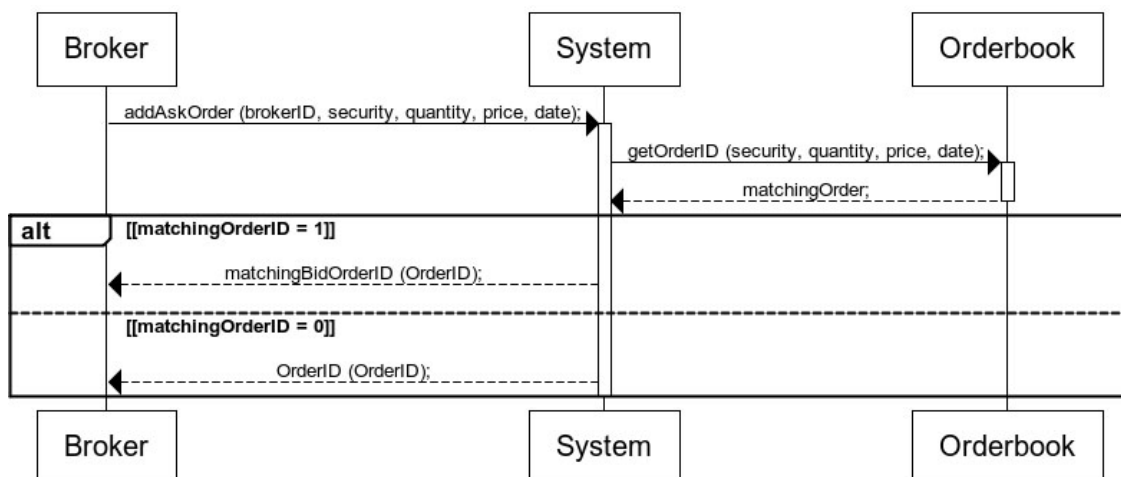 Broker
System
Orderbook
addAskOrder (brokerID, security, quantity, price, date);
getOrderID (security, quantity, price, date);
matchingOrder;
alt
[[matchingOrderID = 1]]
matchingBidOrderID (OrderID);
[[matchingOrderID = 0]]
OrderID (OrderID);
Broker
System
Orderbook